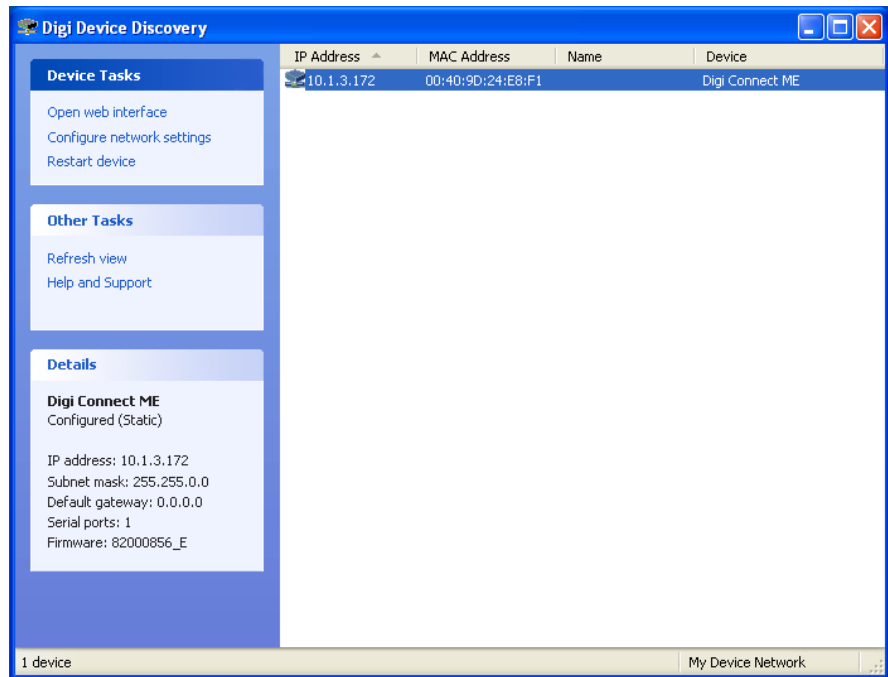 Digi Device Discovery
Device Tasks
Open web interface
Configure network settings
Restart device
Other Tasks
Refresh view
Help and Support
Details
Digi Connect ME
Configured (Static)
IP address: 10.1.3.172
Subnet mask: 255.255.0.0
Default gateway: 0.0.0.0
Serial ports: 1
Firmware: 82000856_E
IP Address MAC Address Name Device
10.1.3.172 00:40:9D:24:E8:F1 Digi Connect ME
1 device My Device Network